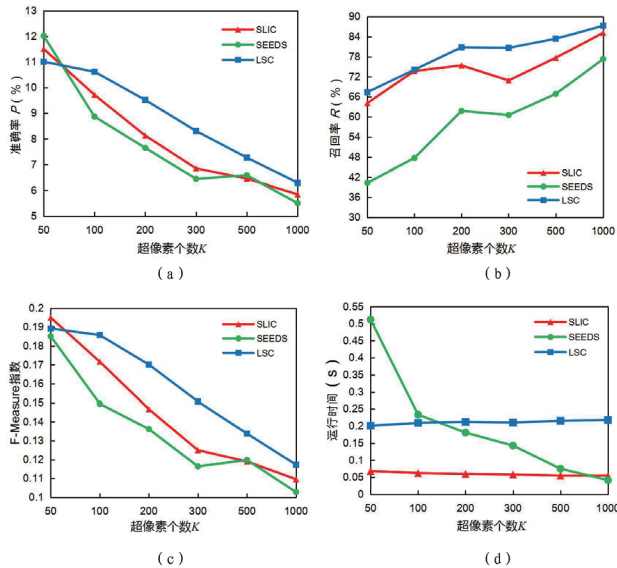 12
11
10
9
8
7
6
5
准确率 P（%）
SLIC
SEEDS
LSC
50 100 200 300 500 1000
超像素个数K
（a）
90
84
78
72
66
60
54
48
42
36
30
召回率 R（%）
SLIC
SEEDS
LSC
50 100 200 300 500 1000
超像素个数K
（b）
0.2
0.19
0.18
0.17
0.16
0.15
0.14
0.13
0.12
0.11
0.1
F-Measure指数
SLIC
SEEDS
LSC
50 100 200 300 500 1000
超像素个数K
（c）
0.55
0.5
0.45
0.4
0.35
0.3
0.25
0.2
0.15
0.1
0.05
0
运行时间（s）
SLIC
SEEDS
LSC
50 100 200 300 500 1000
超像素个数K
（d）